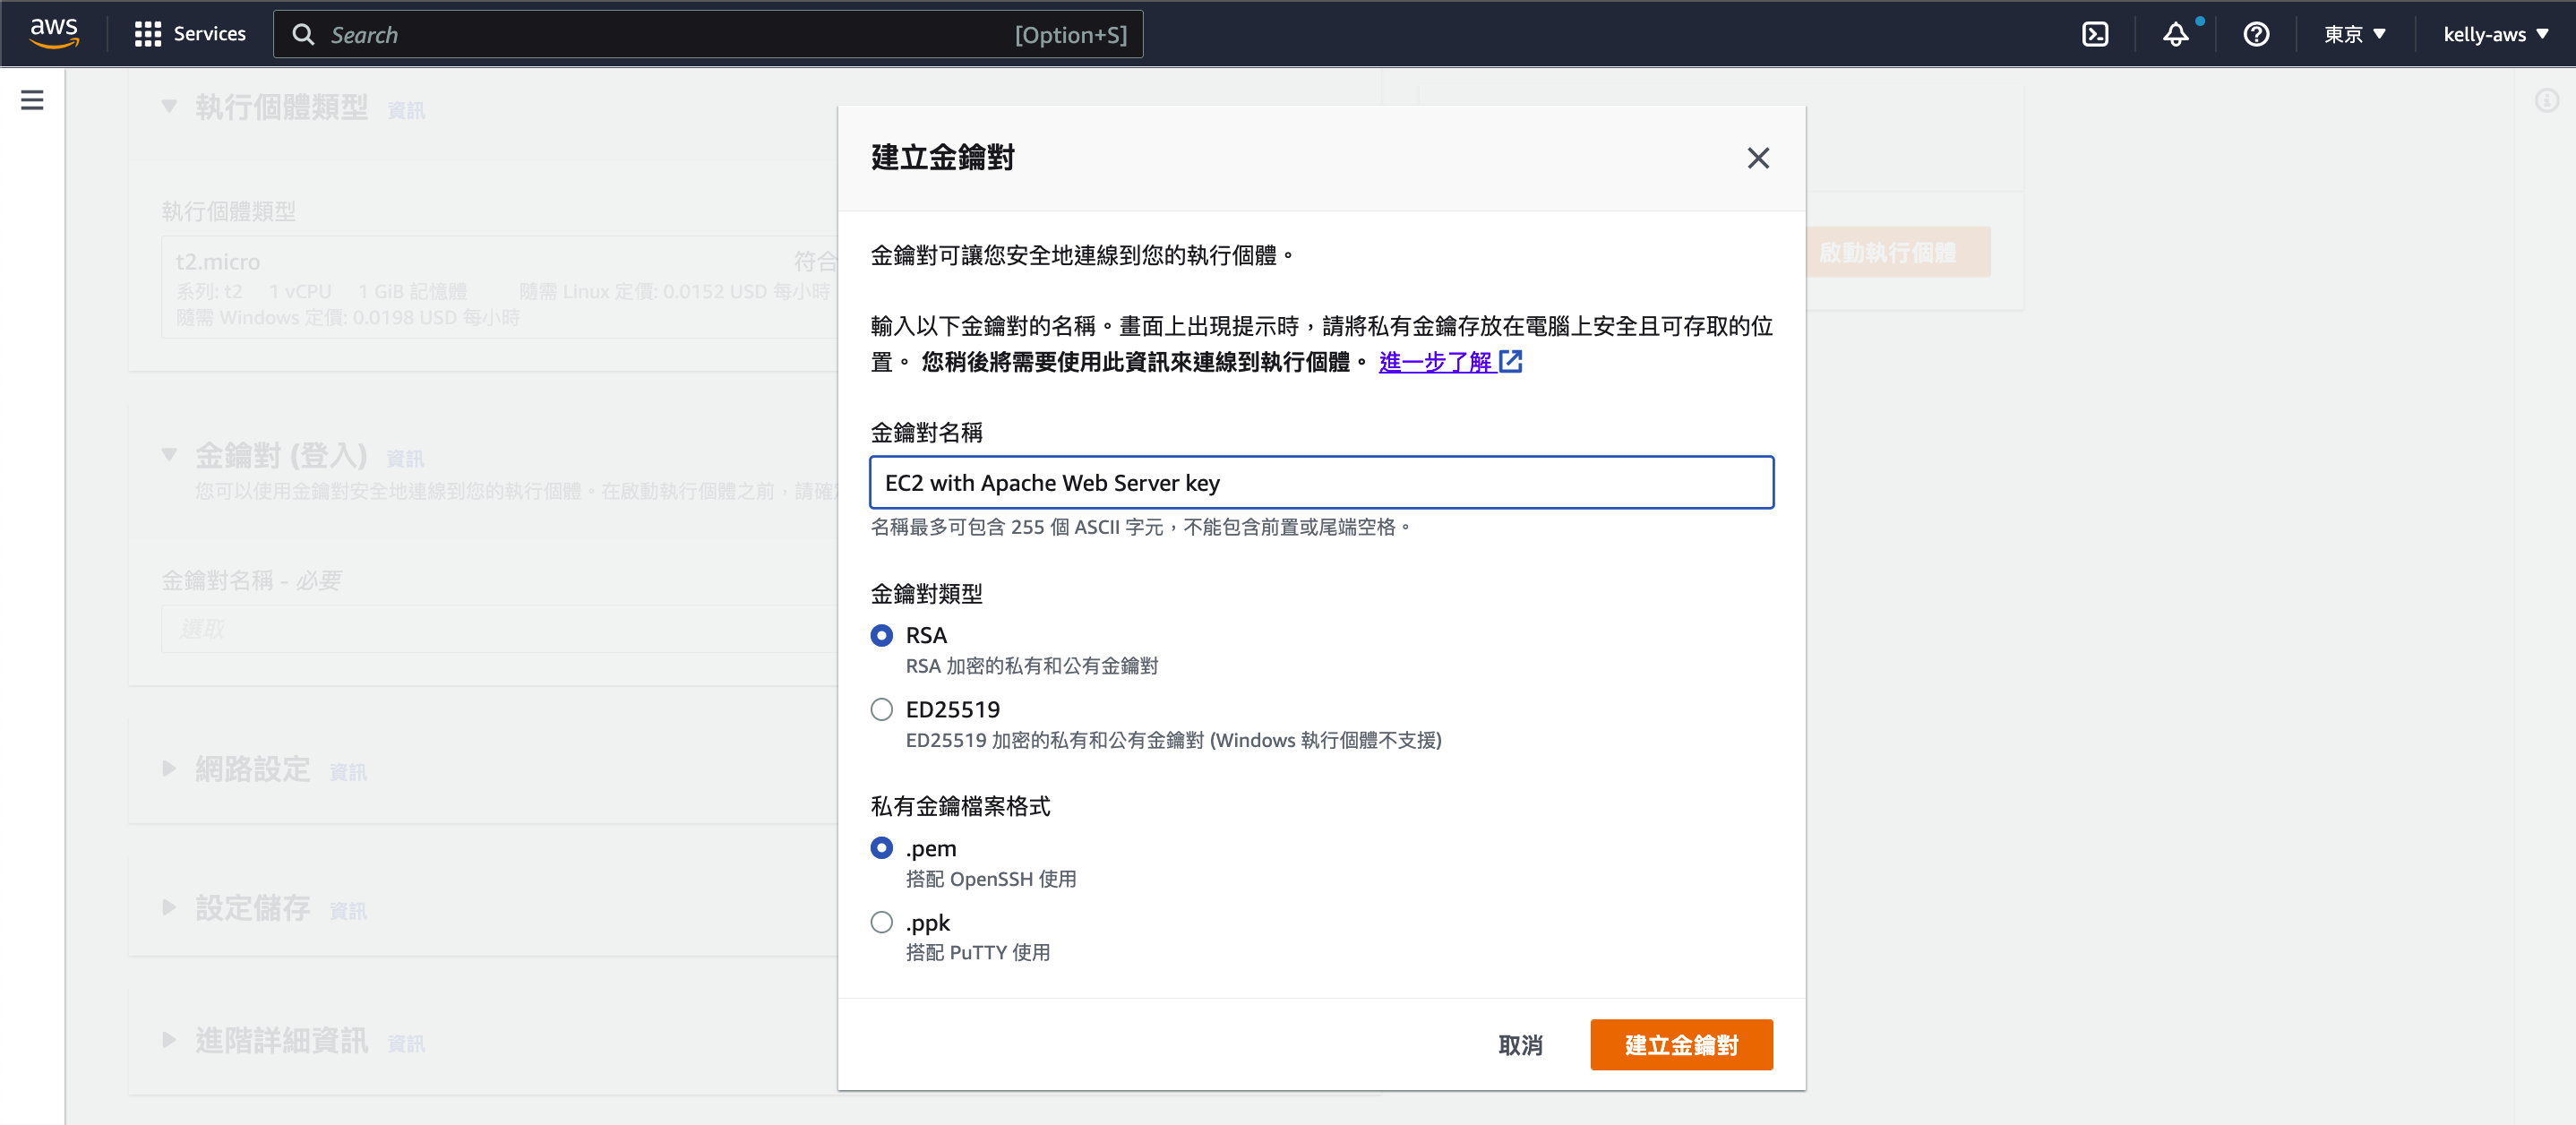 aws
Services
Search
[Option+S]
東京
kelly-aws
執行個體類型 資訊
執行個體類型
t2.micro 符合
系列: t2 1 vCPU 1 GiB 記憶體 隨需 Linux 定價: 0.0152 USD 每小時
隨需 Windows 定價: 0.0198 USD 每小時
金鑰對 (登入) 資訊
您可以使用金鑰對安全地連線到您的執行個體。在啟動執行個體之前，請確
金鑰對名稱 - 必要
選取
網路設定 資訊
設定儲存 資訊
進階詳細資訊 資訊
啟動執行個體
建立金鑰對
金鑰對可讓您安全地連線到您的執行個體。
輸入以下金鑰對的名稱。畫面上出現提示時，請將私有金鑰存放在電腦上安全且可存取的位
置。 您稍後將需要使用此資訊來連線到執行個體。 進一步了解
金鑰對名稱
EC2 with Apache Web Server key
名稱最多可包含 255 個 ASCII 字元，不能包含前置或尾端空格。
金鑰對類型
RSA
RSA 加密的私有和公有金鑰對
ED25519
ED25519 加密的私有和公有金鑰對 (Windows 執行個體不支援)
私有金鑰檔案格式
.pem
搭配 OpenSSH 使用
.ppk
搭配 PuTTY 使用
取消
建立金鑰對